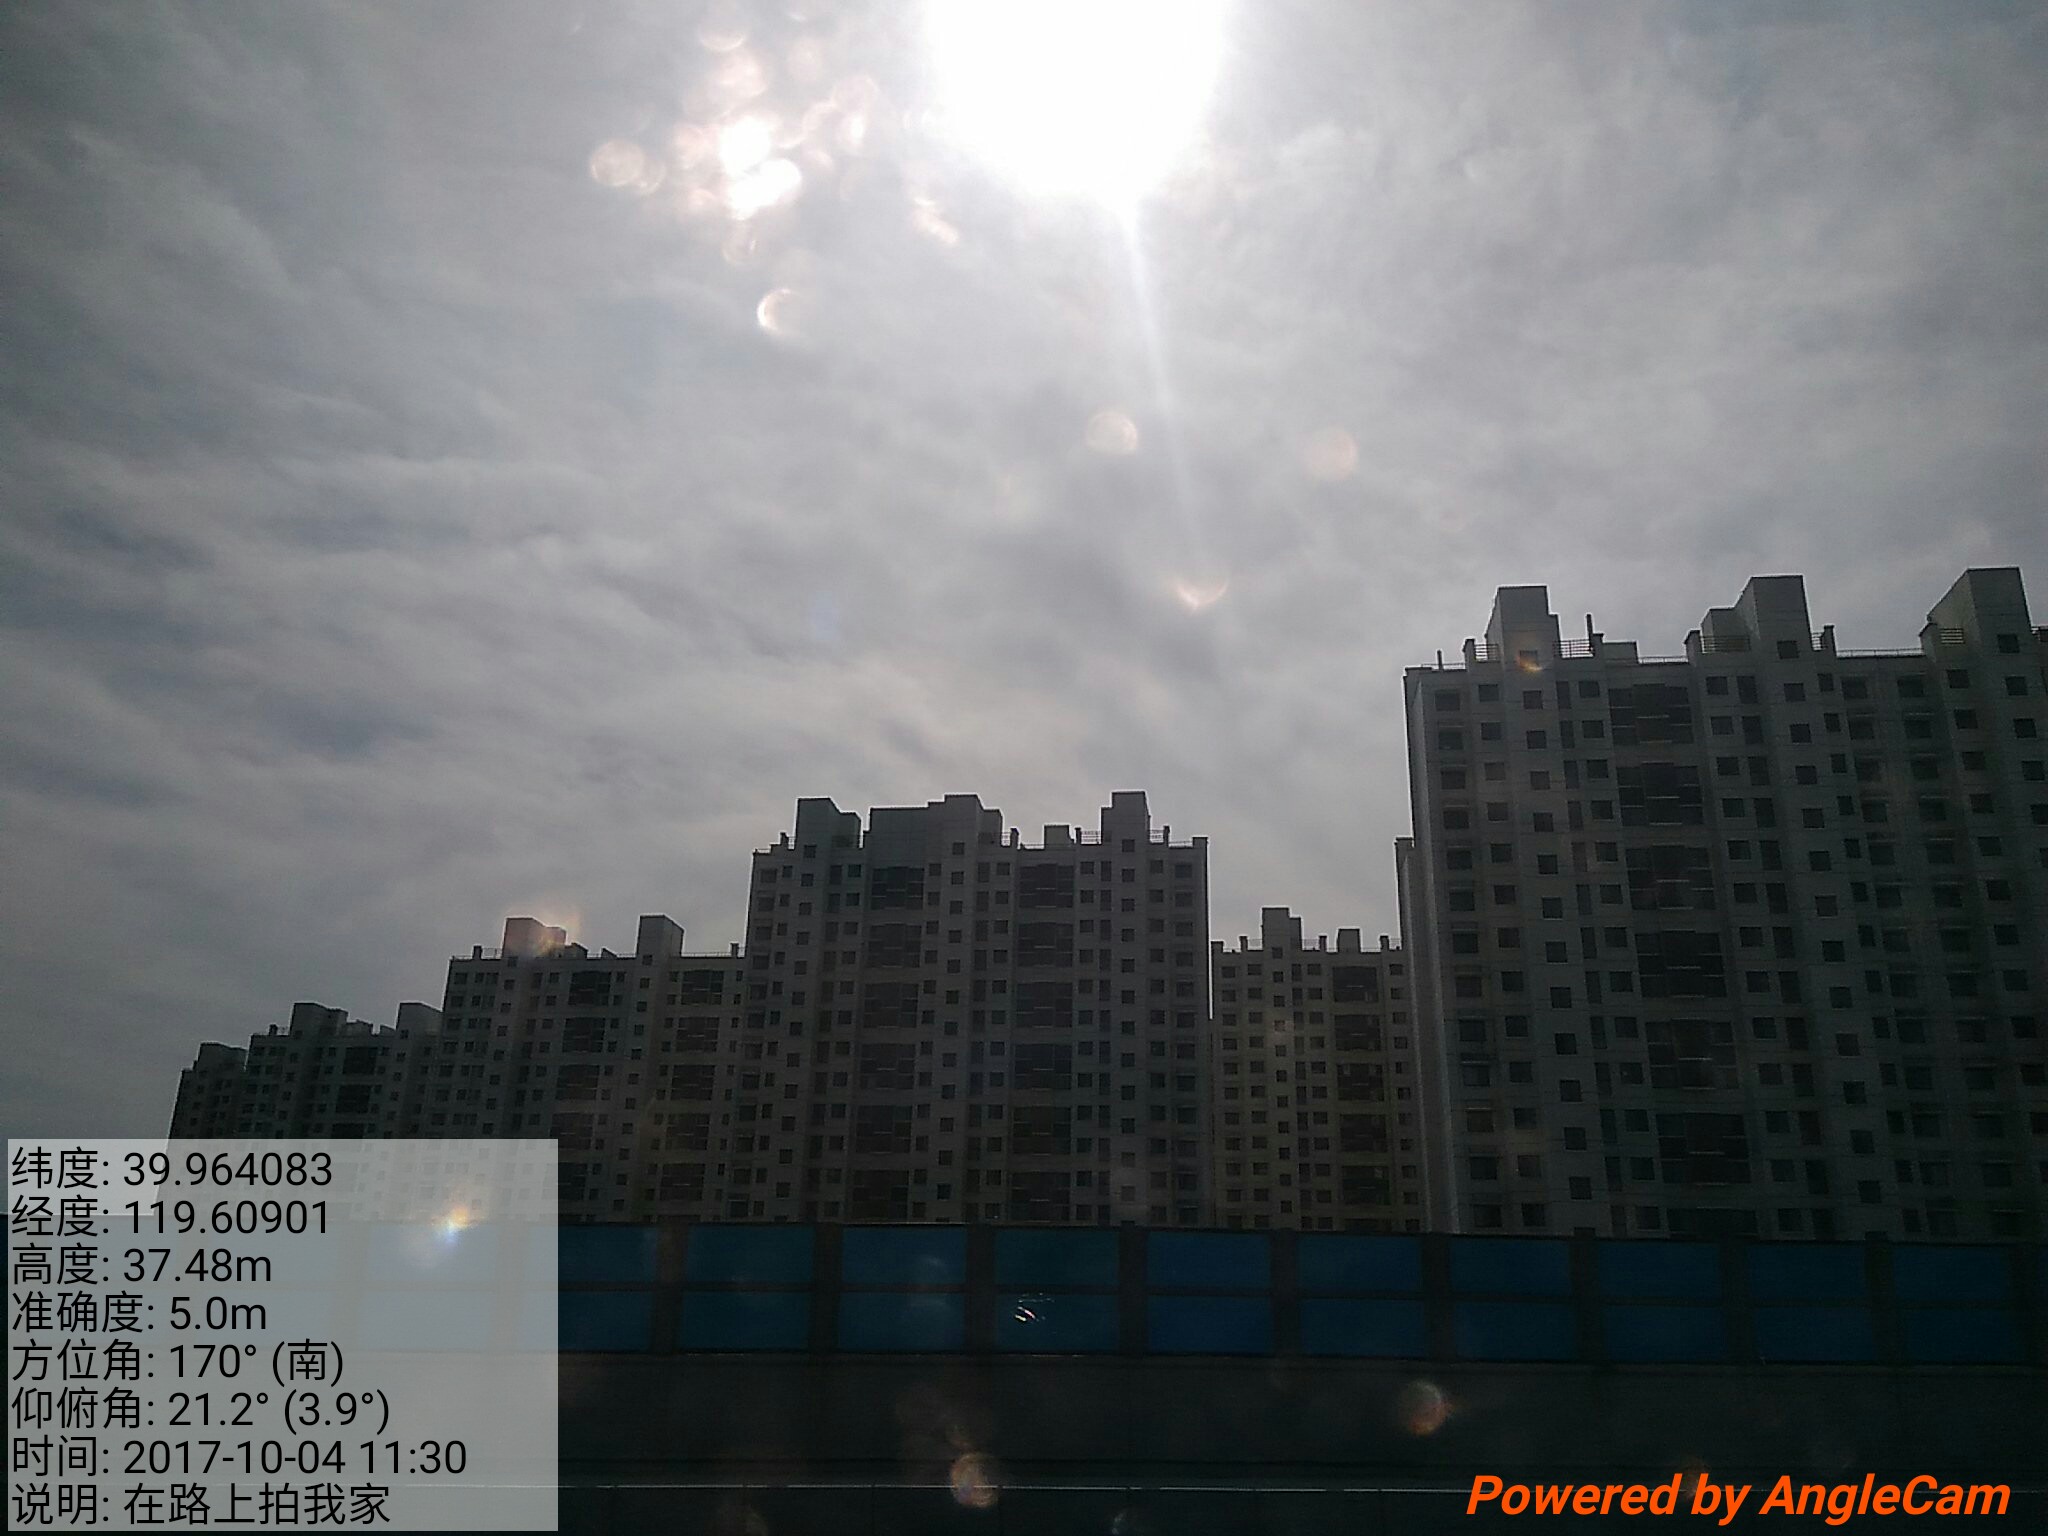 纬度: 39.964083
经度: 119.60901
高度: 37.48m
准确度: 5.0m
方位角: 170° (南)
仰俯角: 21.2° (3.9°)
时间: 2017-10-04 11:30
说明: 在路上拍我家
Powered by AngleCam